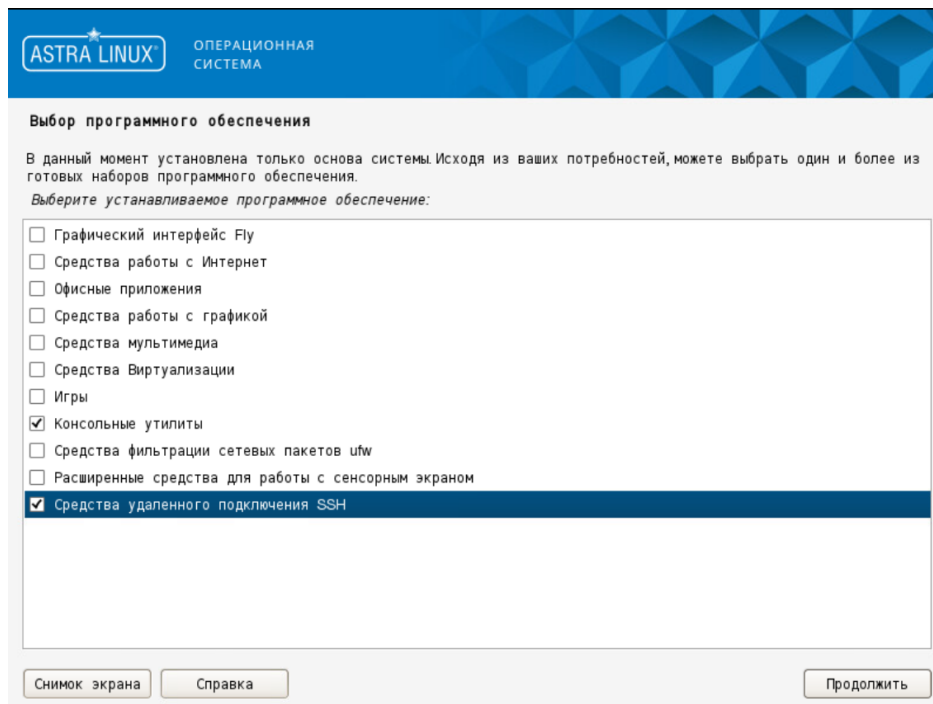 ASTRA LINUX®
ОПЕРАЦИОННАЯ
СИСТЕМА
Выбор программного обеспечения
В данный момент установлена только основа системы. Исходя из ваших потребностей, можете выбрать один и более из
готовых наборов программного обеспечения.
Выберите устанавливаемое программное обеспечение:
Графический интерфейс Fly
Средства работы с Интернет
Офисные приложения
Средства работы с графикой
Средства мультимедиа
Средства Виртуализации
Игры
Консольные утилиты
Средства фильтрации сетевых пакетов ufw
Расширенные средства для работы с сенсорным экраном
Средства удаленного подключения SSH
Снимок экрана
Справка
Продолжить